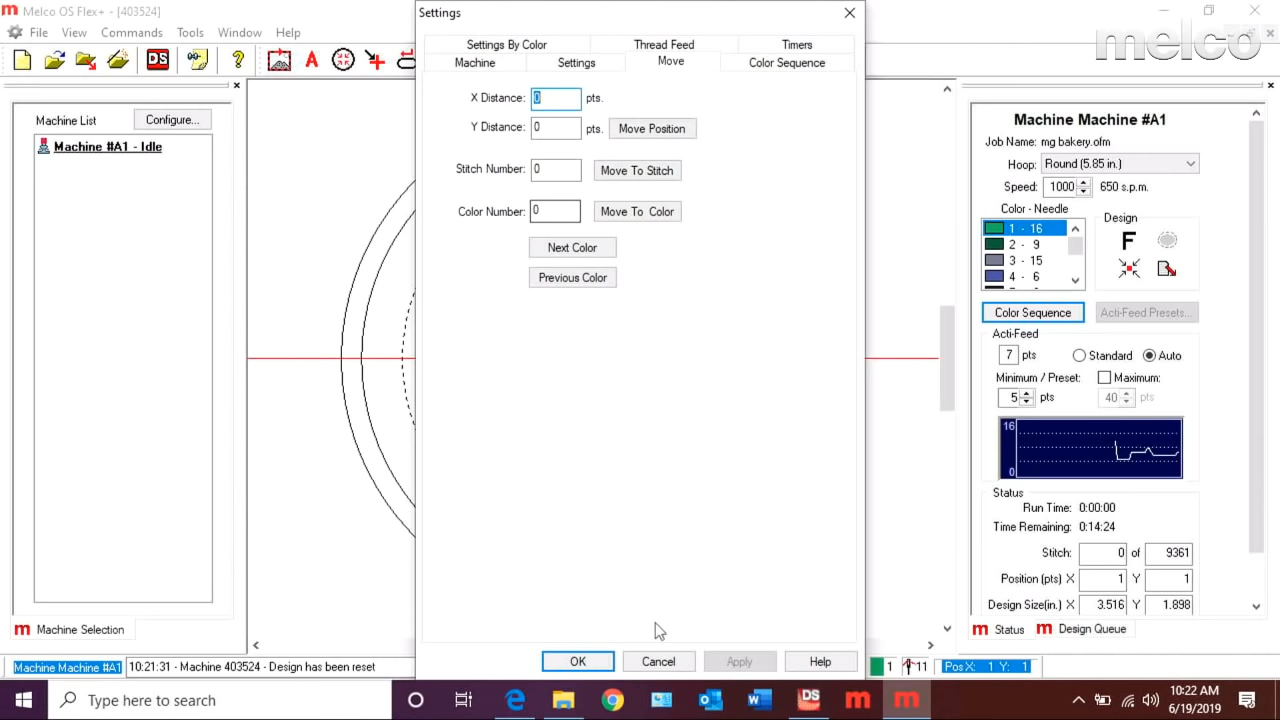 Melco OS Flex+ - [403524]
File View Commands Tools Window Help
DS A ?
melco
Machine List
Configure...
Machine #A1 - Idle
Machine Selection
Settings
Settings By Color
Thread Feed
Timers
Machine
Settings
Move
Color Sequence
X Distance: 0 pts.
Y Distance: 0 pts. Move Position
Stitch Number: 0 Move To Stitch
Color Number: 0 Move To Color
Next Color
Previous Color
OK
Cancel
Apply
Help
Machine Machine #A1
Job Name: mg bakery.ofm
Hoop: Round (5.85 in.)
Speed: 1000 650 s.p.m.
Color - Needle
Design
1 - 16
2 - 9
3 - 15
4 - 6
F
Color Sequence
Acti-Feed Presets...
Acti-Feed
7 pts Standard Auto
Minimum / Preset: Maximum:
5 pts 40 pts
16
0
Status
Run Time: 0:00:00
Time Remaining: 0:14:24
Stitch: 0 of 9361
Position (pts) X 1 Y 1
Design Size(in.) X 3.516 Y 1.898
m Status m Design Queue
Machine Machine #A1 10:21:31 - Machine 403524 - Design has been reset
1 11 Pos X: 1 Y: 1
Type here to search
DS m m
10:22 AM
6/19/2019